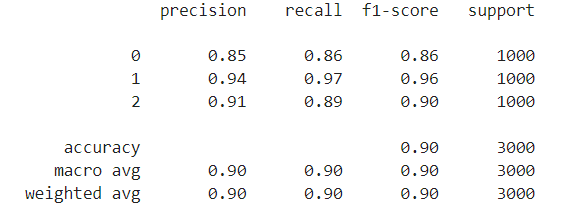 precision recall f1-score support
0 0.85 0.86 0.86 1000
1 0.94 0.97 0.96 1000
2 0.91 0.89 0.90 1000
accuracy 0.90 3000
macro avg 0.90 0.90 0.90 3000
weighted avg 0.90 0.90 0.90 3000